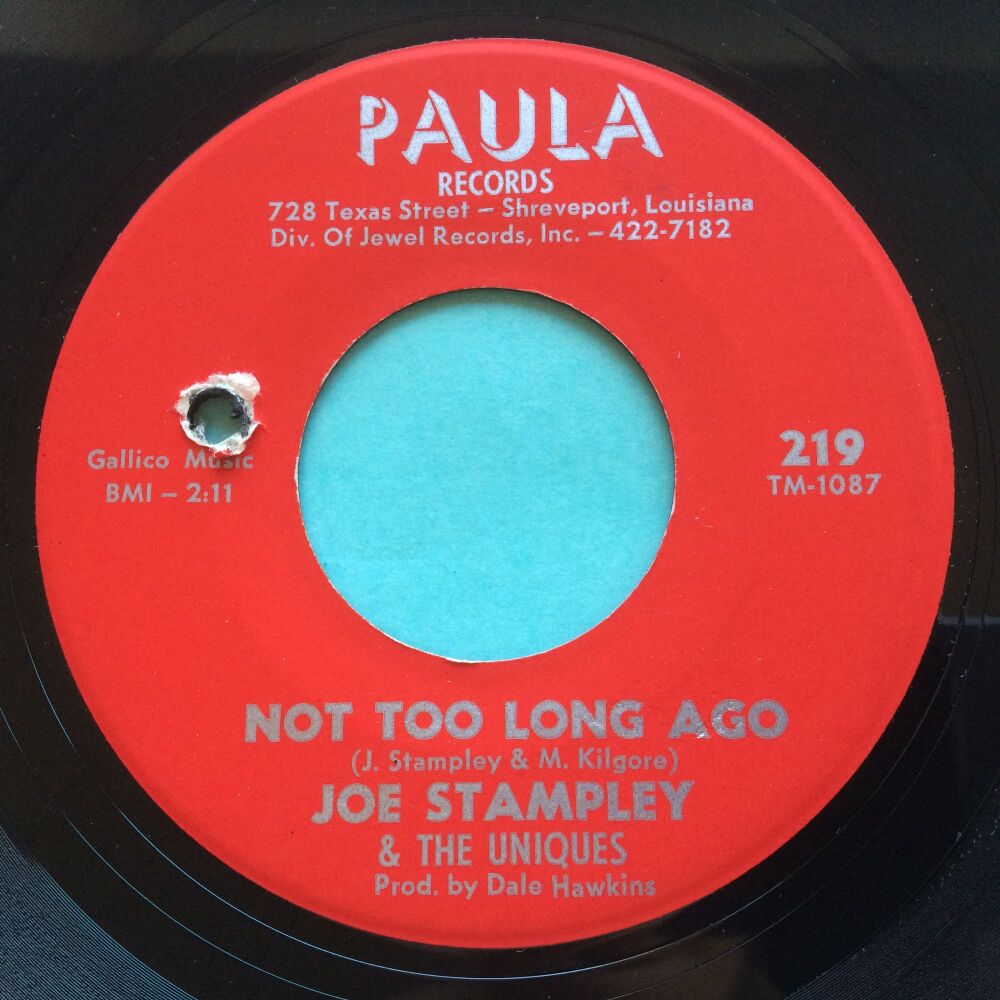 PAULA
RECORDS
728 Texas Street – Shreveport, Louisiana
Div. Of Jewel Records, Inc. – 422-7182
Gallico Music
BMI – 2:11
219
TM-1087
NOT TOO LONG AGO
(J. Stampley & M. Kilgore)
JOE STAMPLEY
& THE UNIQUES
Prod. by Dale Hawkins